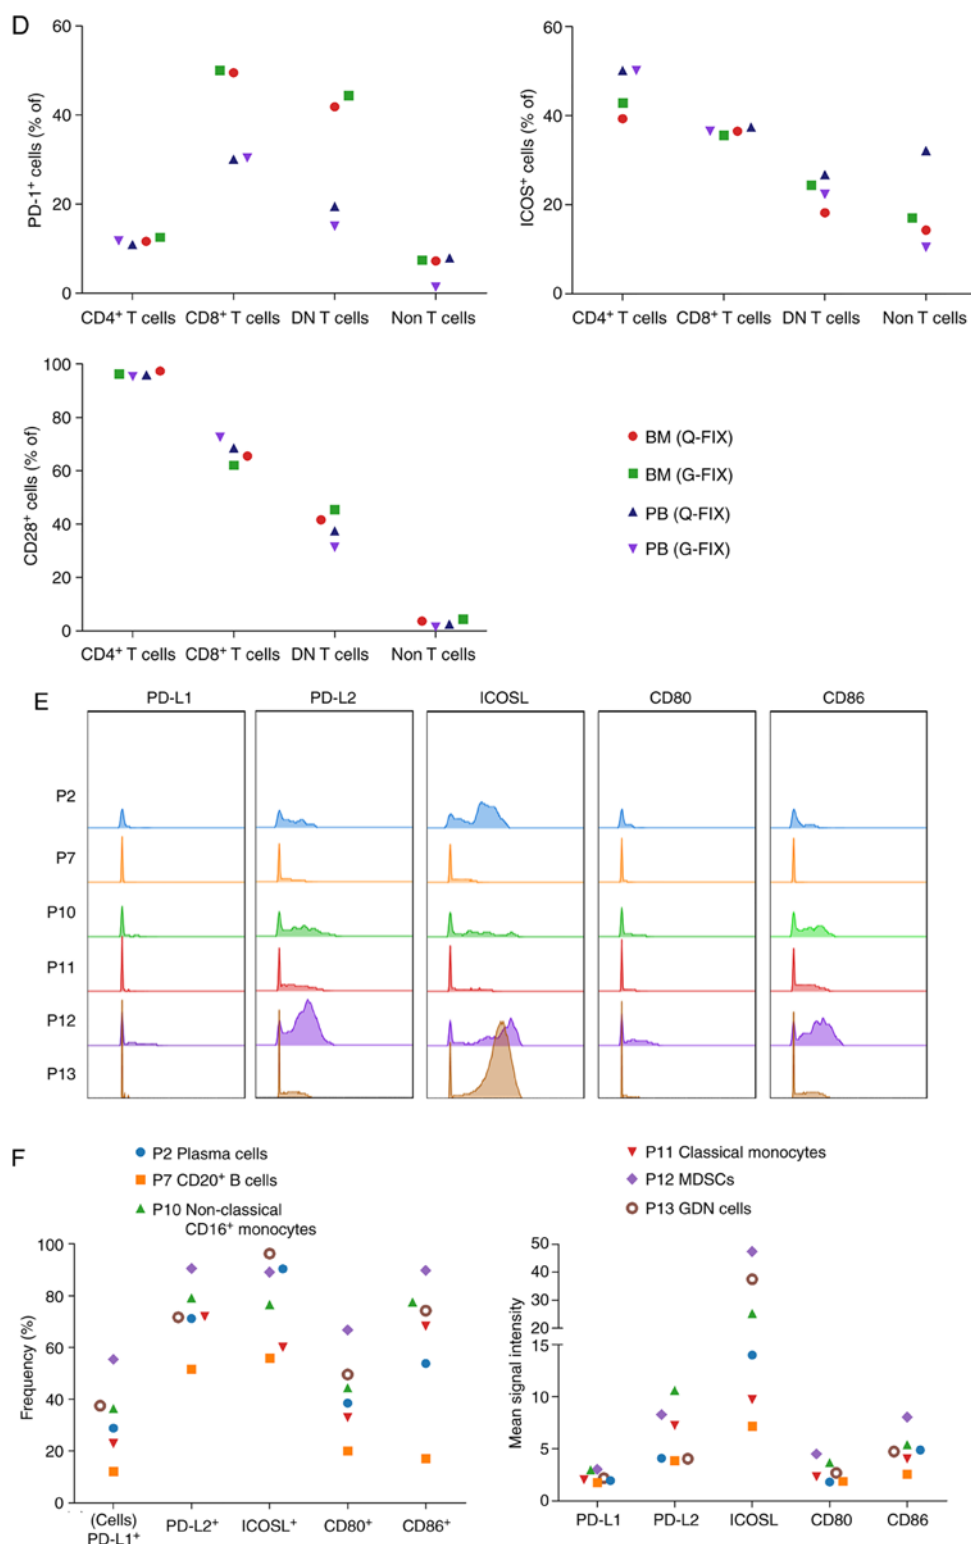 D
60
40
20
0
PD-1⁺ cells (% of)
CD4⁺ T cells CD8⁺ T cells DN T cells Non T cells
60
40
20
0
ICOS⁺ cells (% of)
CD4⁺ T cells CD8⁺ T cells DN T cells Non T cells
100
80
60
40
20
0
CD28⁺ cells (% of)
CD4⁺ T cells CD8⁺ T cells DN T cells Non T cells
BM (Q-FIX)
BM (G-FIX)
PB (Q-FIX)
PB (G-FIX)
E
PD-L1 PD-L2 ICOSL CD80 CD86
P2
P7
P10
P11
P12
P13
F
P2 Plasma cells
P7 CD20⁺ B cells
P10 Non-classical
CD16⁺ monocytes
P11 Classical monocytes
P12 MDSCs
P13 GDN cells
100
80
60
40
20
0
Frequency (%)
(Cells)
PD-L1⁺ PD-L2⁺ ICOSL⁺ CD80⁺ CD86⁺
50
40
30
20
15
10
5
0
Mean signal intensity
PD-L1 PD-L2 ICOSL CD80 CD86